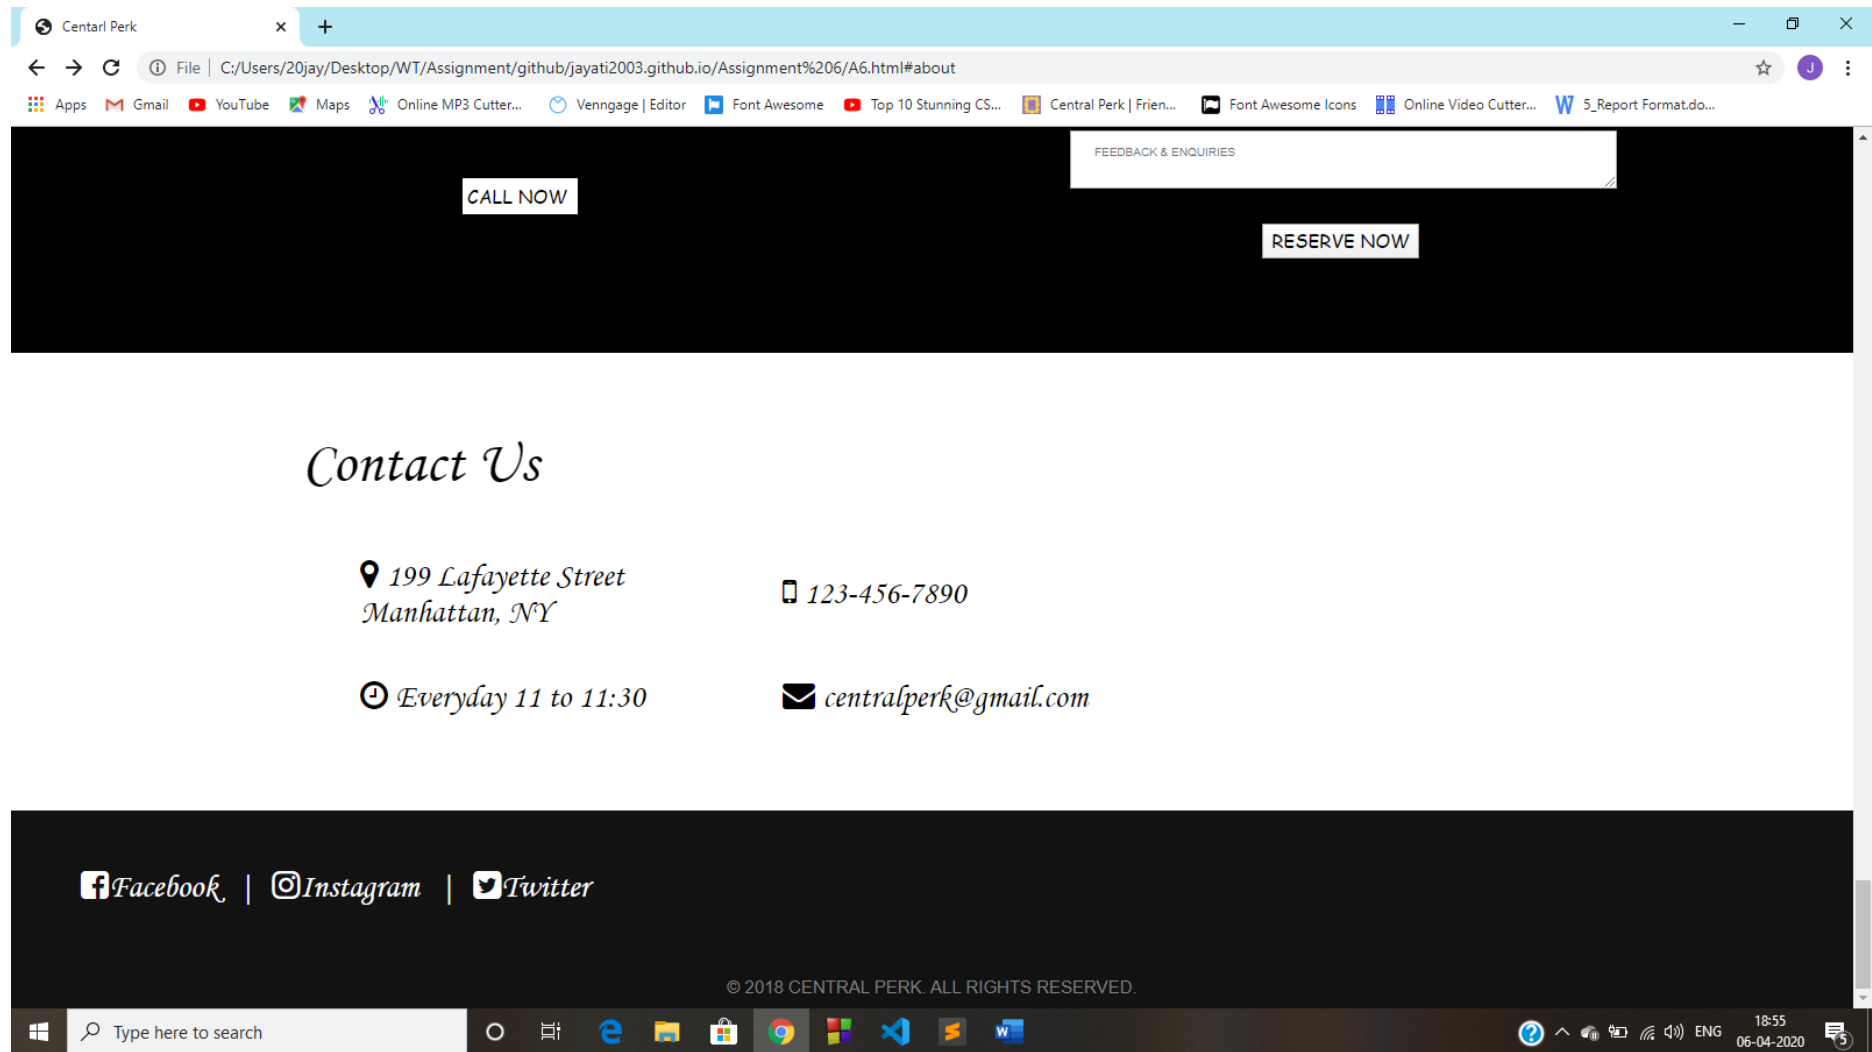 Centarl Perk
File | C:/Users/20jay/Desktop/WT/Assignment/github/jayati2003.github.io/Assignment%206/A6.html#about
J
Apps Gmail YouTube Maps Online MP3 Cutter... Venngage | Editor Font Awesome Top 10 Stunning CS... Central Perk | Frien... Font Awesome Icons Online Video Cutter... 5_Report Format.do...
FEEDBACK & ENQUIRIES
CALL NOW
RESERVE NOW
Contact Us
199 Lafayette Street
Manhattan, NY
123-456-7890
Everyday 11 to 11:30
centralperk@gmail.com
Facebook | Instagram | Twitter
© 2018 CENTRAL PERK. ALL RIGHTS RESERVED.
Type here to search
ENG
18:55
06-04-2020
5